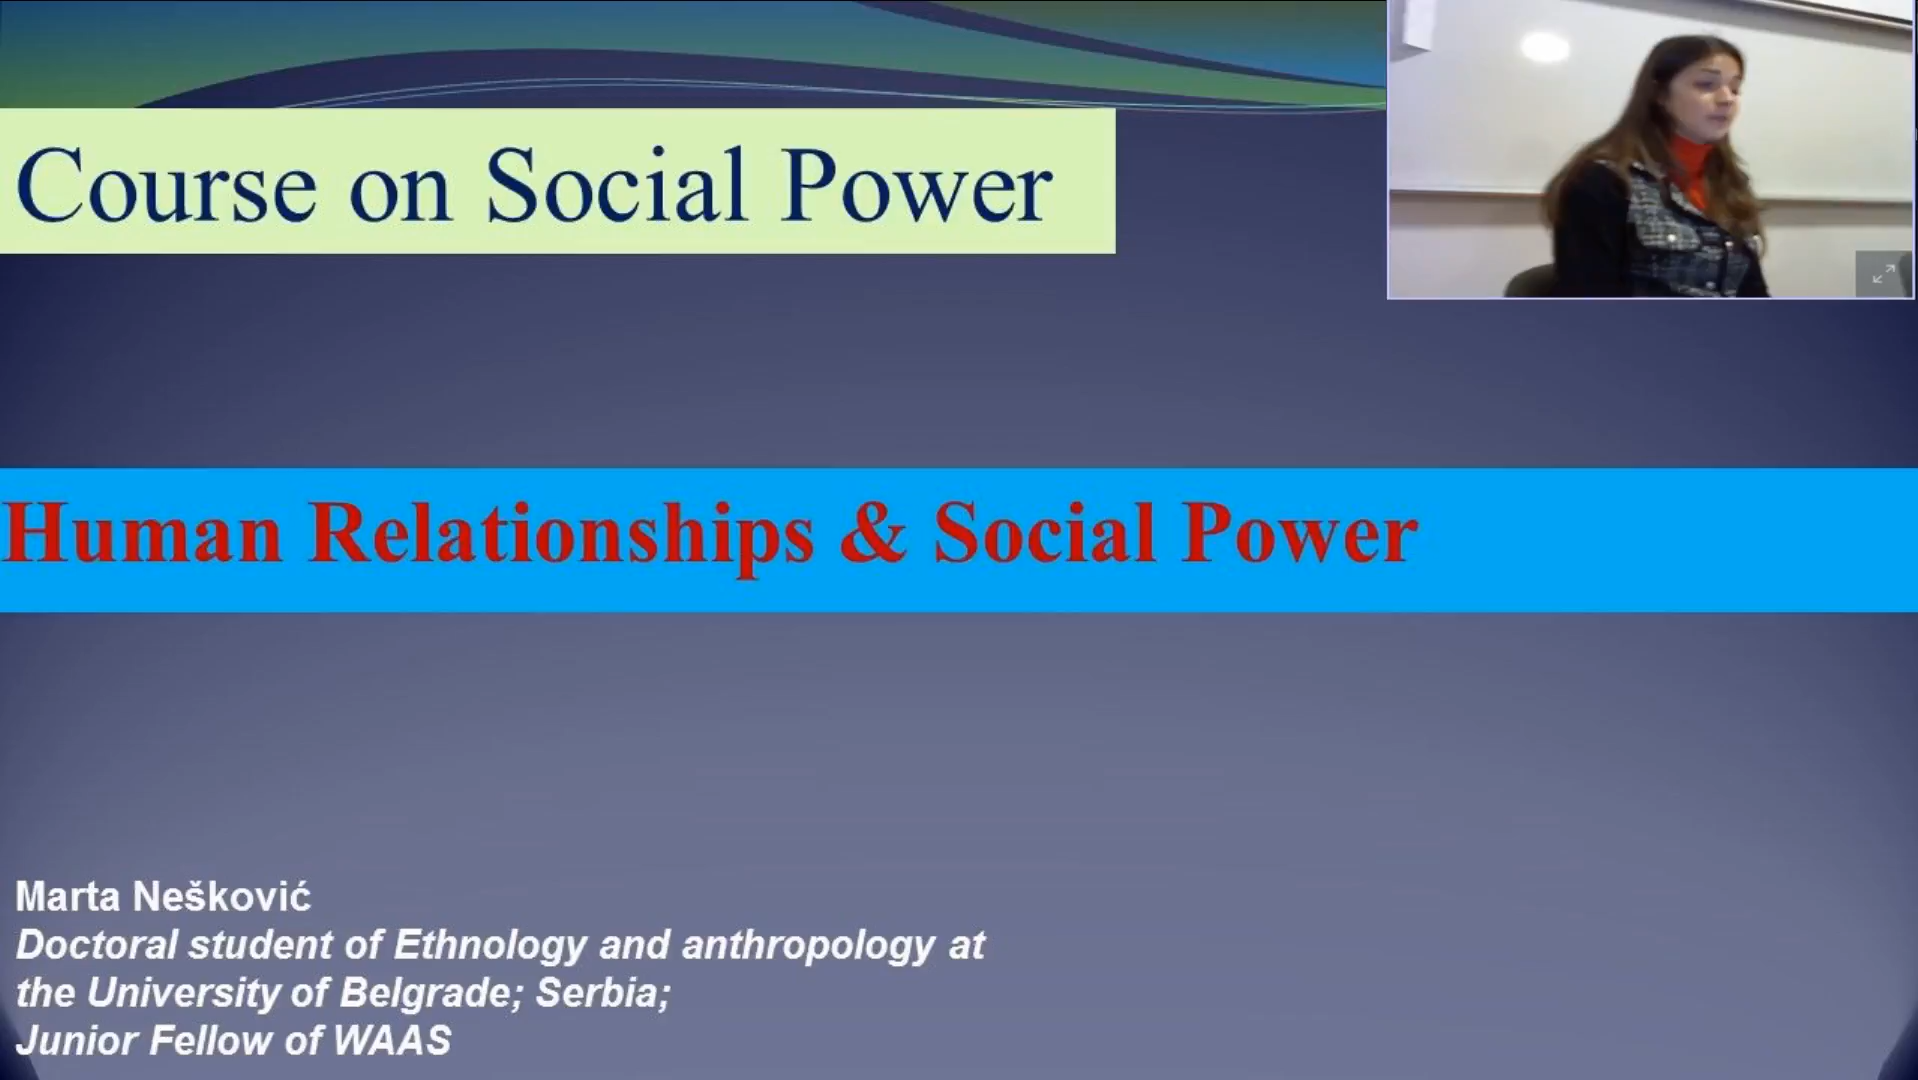 Course on Social Power
Human Relationships & Social Power
Marta Nešković
Doctoral student of Ethnology and anthropology at
the University of Belgrade; Serbia;
Junior Fellow of WAAS